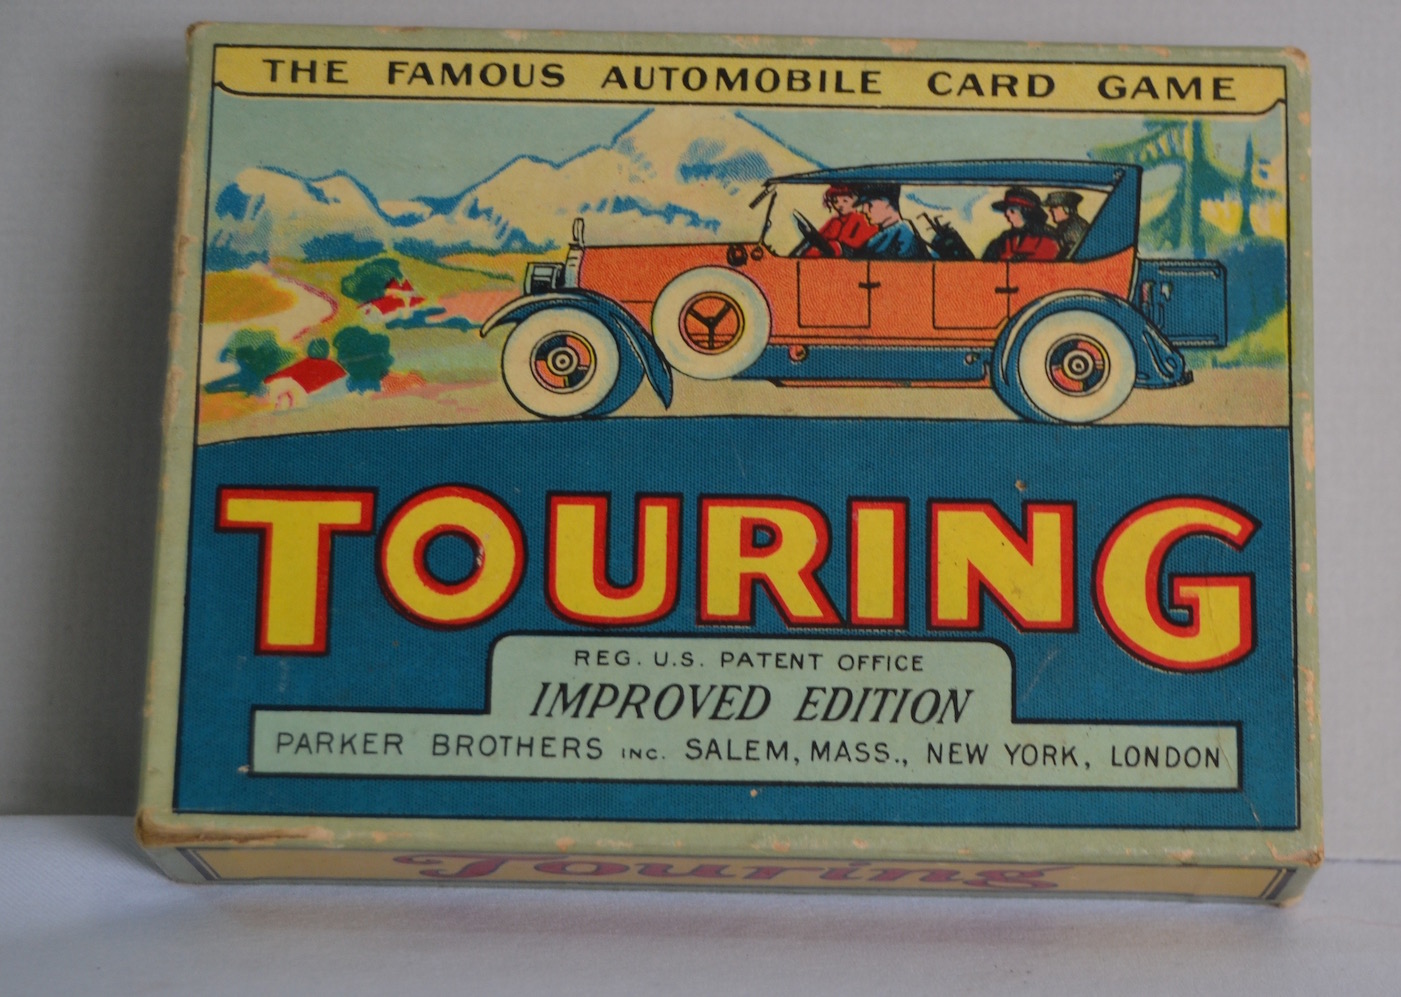 THE FAMOUS AUTOMOBILE CARD GAME
TOURING
REG. U.S. PATENT OFFICE
IMPROVED EDITION
PARKER BROTHERS INC. SALEM, MASS., NEW YORK, LONDON
Touring